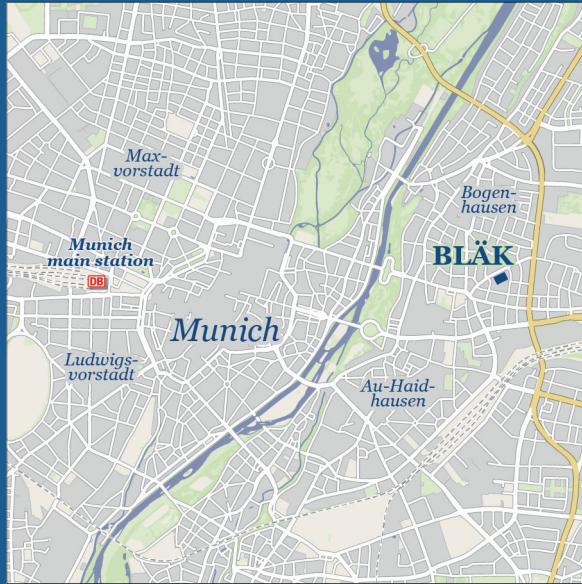 Max-
vorstadt
Bogen-
hausen
Munich
main station
DB
BLÄK
Munich
Ludwigs-
vorstadt
Au-Haid-
hausen